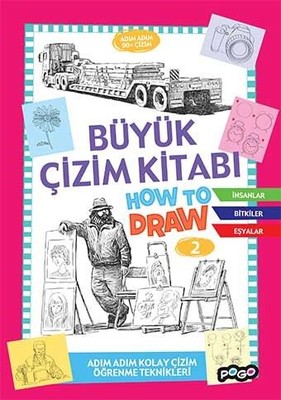 ADIM ADIM
90+ ÇİZİM
BÜYÜK
ÇİZİM KİTABI
HOW TO
DRAW
2
İNSANLAR
BİTKİLER
EŞYALAR
ADIM ADIM KOLAY ÇİZİM
ÖĞRENME TEKNİKLERİ
POGO